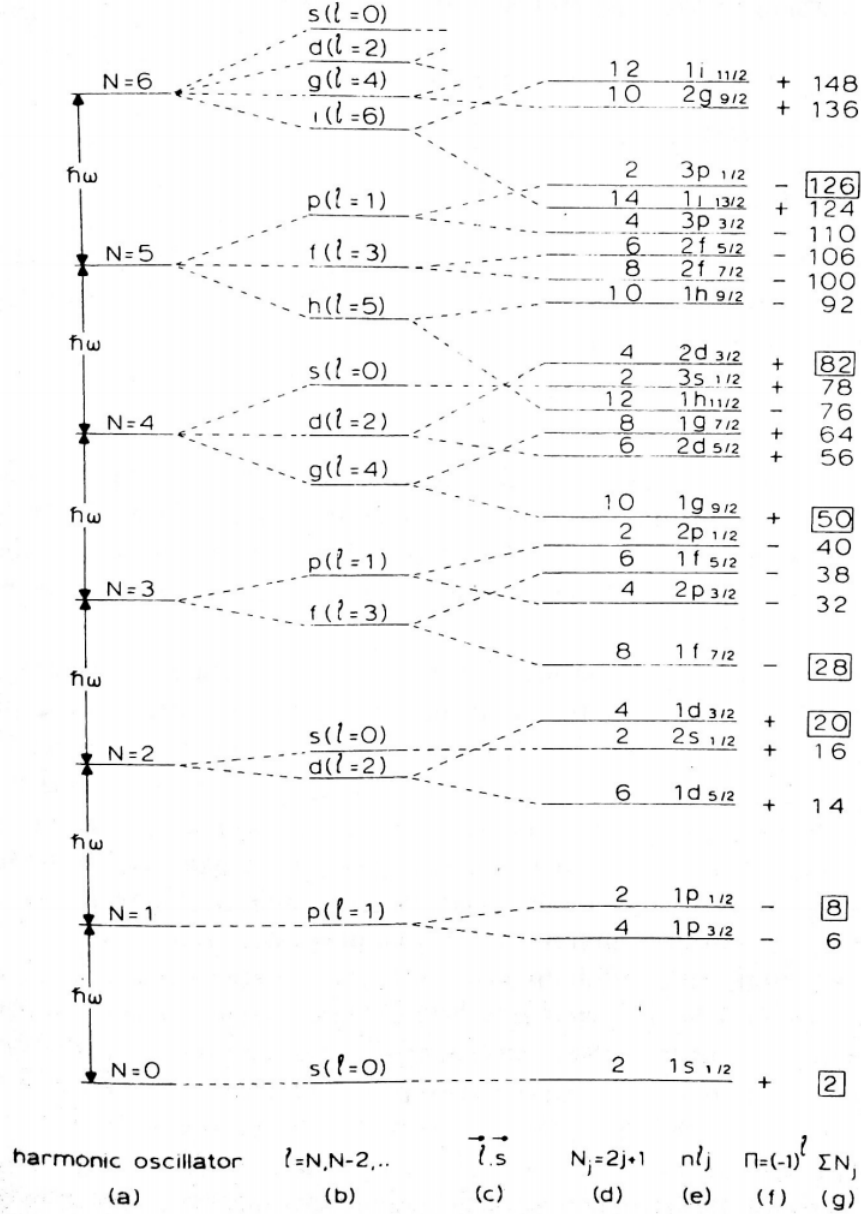 s(l=0)
d(l=2)
N=6 g(l=4) 12 1i 11/2 + 148
i(l=6) 10 2g 9/2 + 136
ħω
2 3p 1/2 - 126
p(l=1) 14 1i 13/2 + 124
4 3p 3/2 - 110
N=5 f(l=3) 6 2f 5/2 - 106
8 2f 7/2 - 100
h(l=5) 10 1h 9/2 - 92
ħω
4 2d 3/2 + 82
s(l=0) 2 3s 1/2 + 78
12 1h 11/2 - 76
N=4 d(l=2) 8 1g 7/2 + 64
6 2d 5/2 + 56
g(l=4)
ħω
10 1g 9/2 + 50
2 2p 1/2 - 40
p(l=1) 6 1f 5/2 - 38
N=3 4 2p 3/2 - 32
f(l=3)
8 1f 7/2 - 28
ħω
4 1d 3/2 + 20
s(l=0) 2 2s 1/2 + 16
N=2 d(l=2)
6 1d 5/2 + 14
ħω
2 1p 1/2 - 8
N=1 p(l=1) 4 1p 3/2 - 6
ħω
N=0 s(l=0) 2 1s 1/2 + 2
harmonic oscillator l=N,N-2,.. l⃗.s⃗ Nj=2j+1 nlj Π=(-1)^l ΣNj
(a) (b) (c) (d) (e) (f) (g)